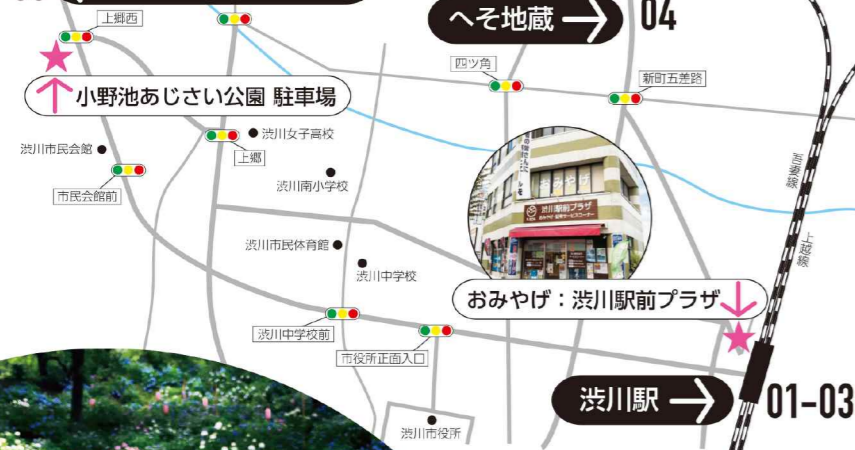 上郷西
へそ地蔵
04
四ツ角
新町五差路
小野池あじさい公園 駐車場
渋川女子高校
渋川市民会館
上郷
渋川南小学校
市民会館前
吾妻線
おみやげ
渋川駅前プラザ
上越線
渋川市民体育館
渋川中学校
おみやげ：渋川駅前プラザ
渋川中学校前
市役所正面入口
渋川駅
01-03
渋川市役所